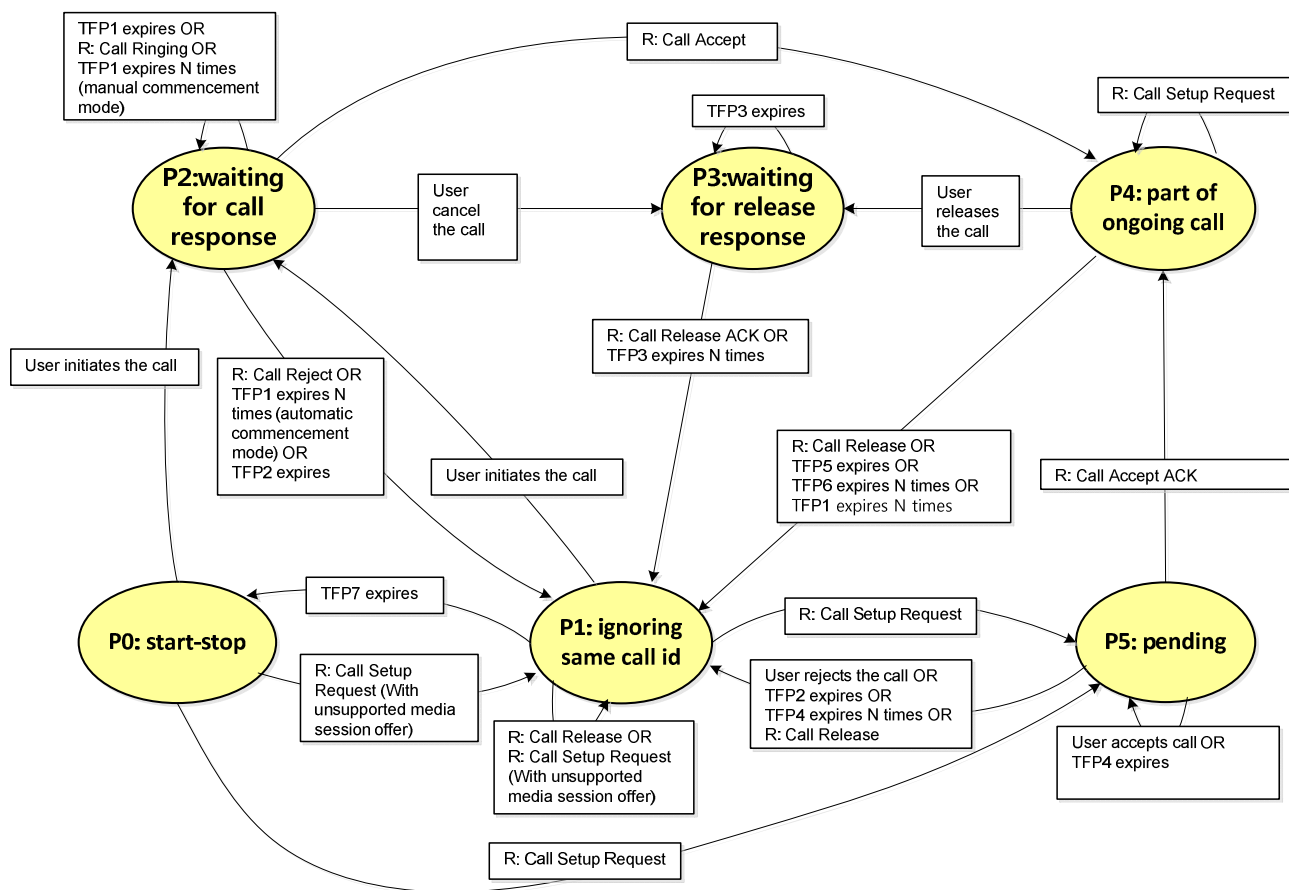 TFP1 expires OR
R: Call Ringing OR
TFP1 expires N times
(manual commencement
mode)
R: Call Accept
R: Call Setup Request
TFP3 expires
P2:waiting
for call
response
User
cancel
the call
P3:waiting
for release
response
User
releases
the call
P4: part of
ongoing call
User initiates the call
R: Call Reject OR
TFP1 expires N
times (automatic
commencement
mode) OR
TFP2 expires
R: Call Release ACK OR
TFP3 expires N times
User initiates the call
R: Call Release OR
TFP5 expires OR
TFP6 expires N times OR
TFP1 expires N times
R: Call Accept ACK
P0: start-stop
TFP7 expires
P1: ignoring
same call id
R: Call Setup Request
P5: pending
R: Call Setup
Request (With
unsupported media
session offer)
R: Call Release OR
R: Call Setup Request
(With unsupported
media session offer)
User rejects the call OR
TFP2 expires OR
TFP4 expires N times OR
R: Call Release
User accepts call OR
TFP4 expires
R: Call Setup Request